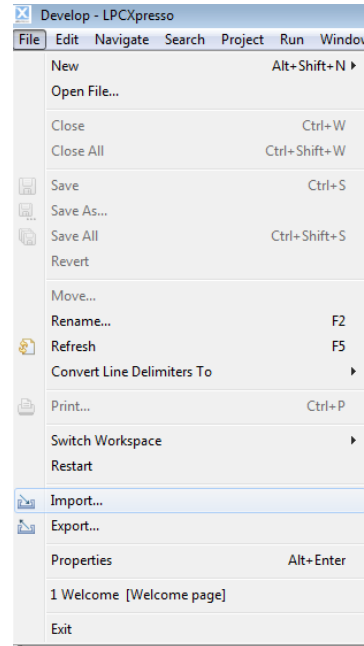 Develop - LPCXpresso
File Edit Navigate Search Project Run Window
New Alt+Shift+N
Open File...
Close Ctrl+W
Close All Ctrl+Shift+W
Save Ctrl+S
Save As...
Save All Ctrl+Shift+S
Revert
Move...
Rename... F2
Refresh F5
Convert Line Delimiters To
Print... Ctrl+P
Switch Workspace
Restart
Import...
Export...
Properties Alt+Enter
1 Welcome [Welcome page]
Exit